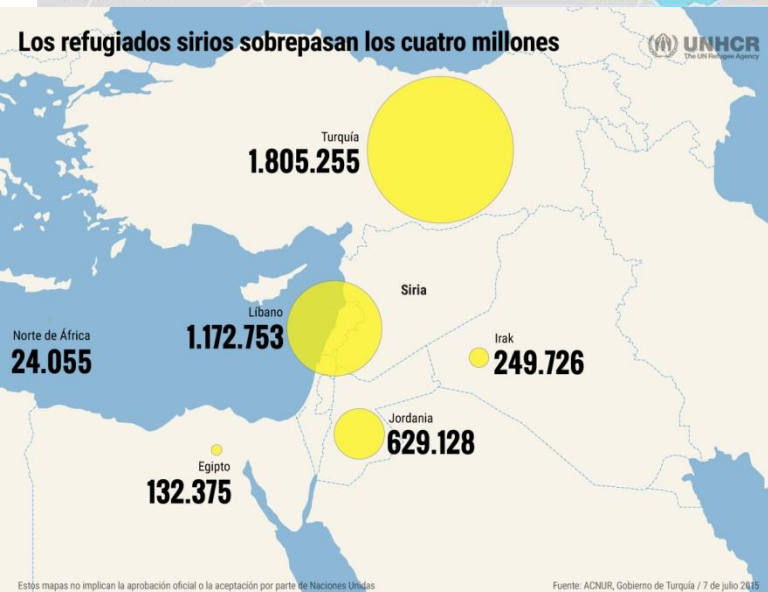 Los refugiados sirios sobrepasan los cuatro millones
UNHCR
The UN Refugee Agency
Turquía
1.805.255
Siria
Líbano
1.172.753
Norte de África
24.055
Irak
249.726
Jordania
629.128
Egipto
132.375
Estos mapas no implican la aprobación oficial o la aceptación por parte de Naciones Unidas
Fuente: ACNUR, Gobierno de Turquía / 7 de julio 2015